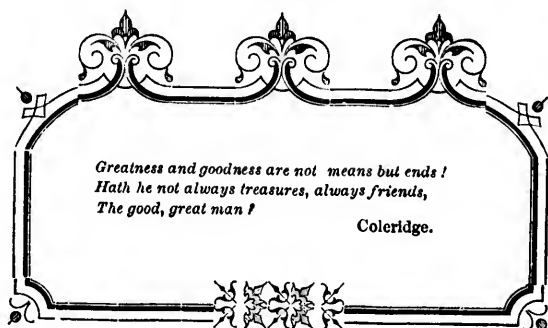 Greatness and goodness are not means but ends!
Hath he not always treasures, always friends,
The good, great man?
Coleridge.